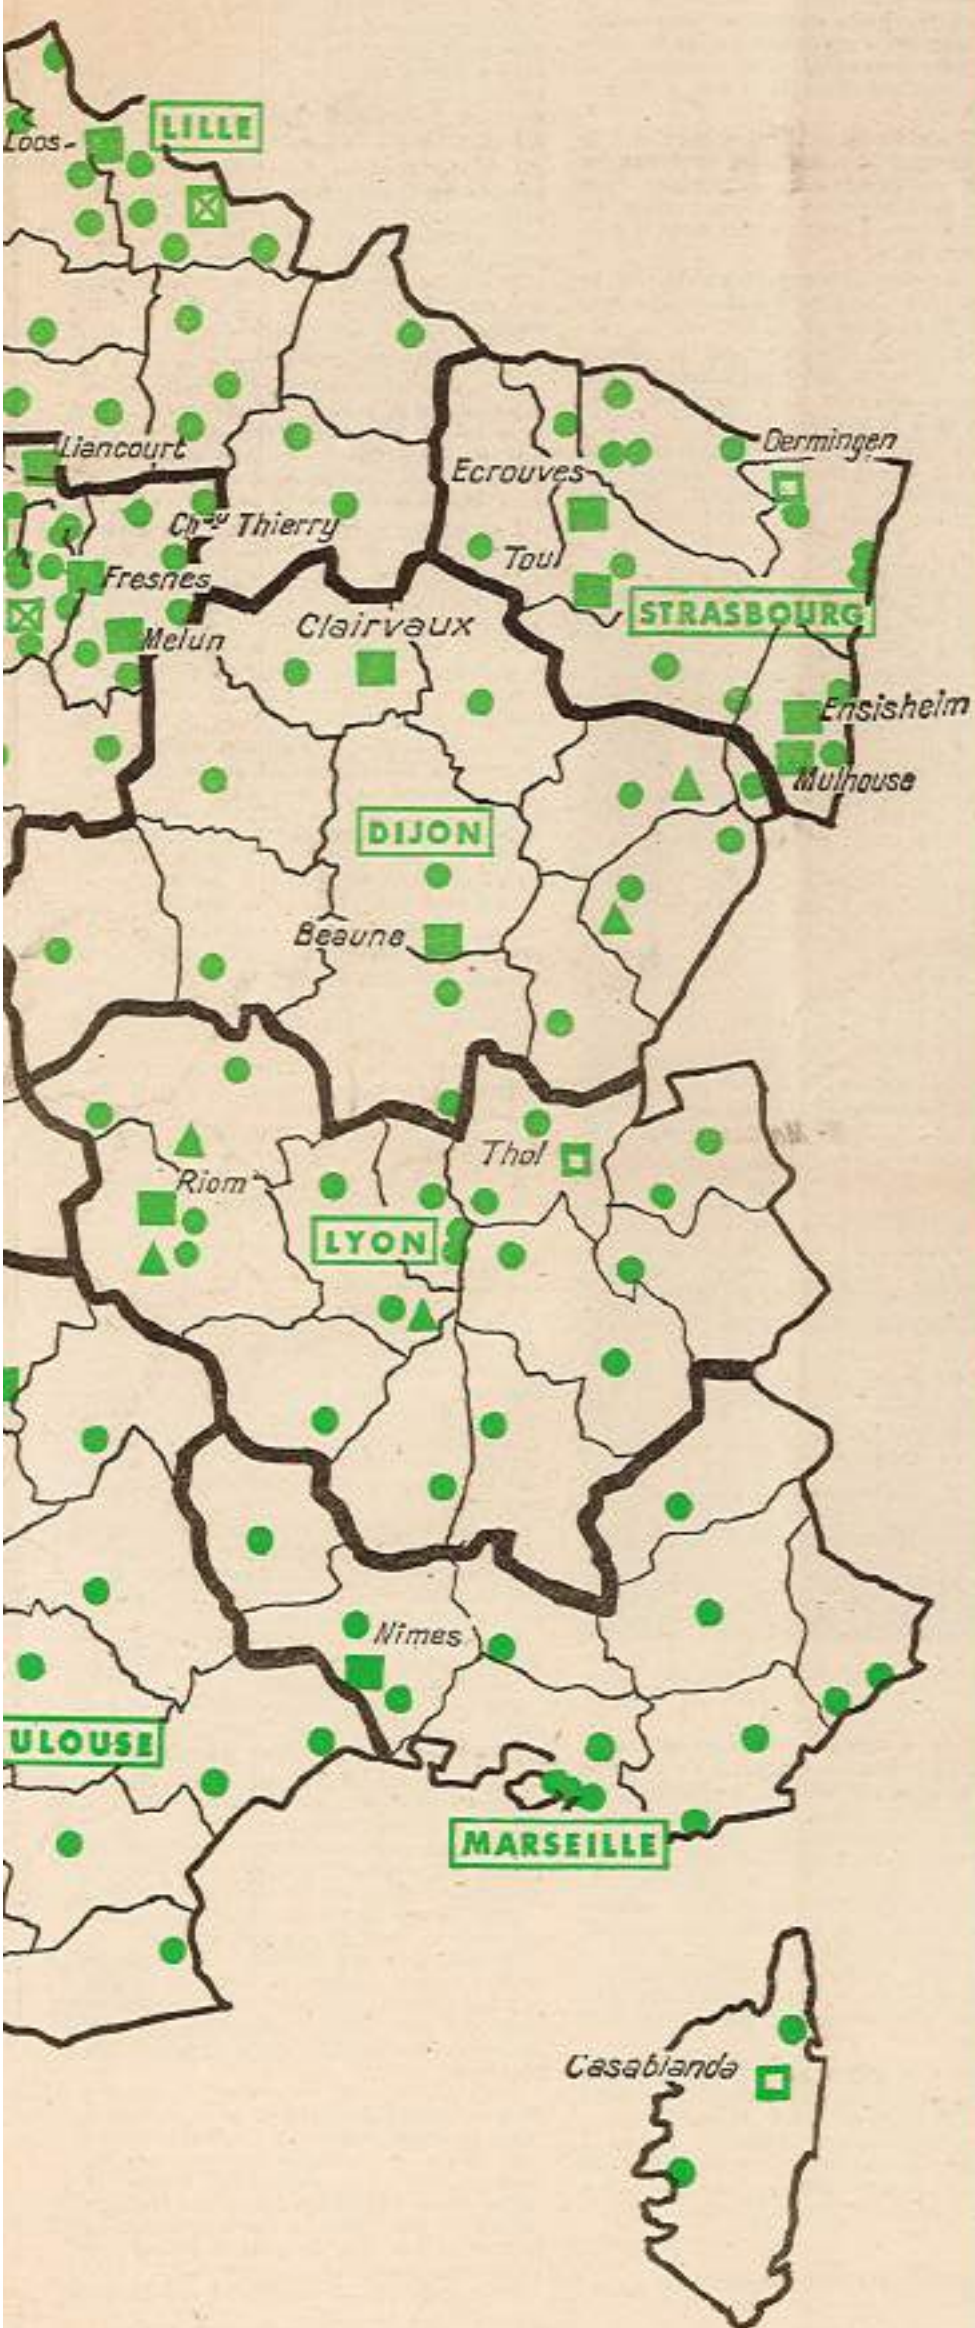 LILLE
Loos-
Liancourt
Dermingen
Ecrouves
Chau Thierry
Toul
Fresnes
STRASBOURG
Clairvaux
Melun
Ensisheim
Mulhouse
DIJON
Beaune
Thol
Riom
LYON
Nimes
ULOUSE
MARSEILLE
Casabianda